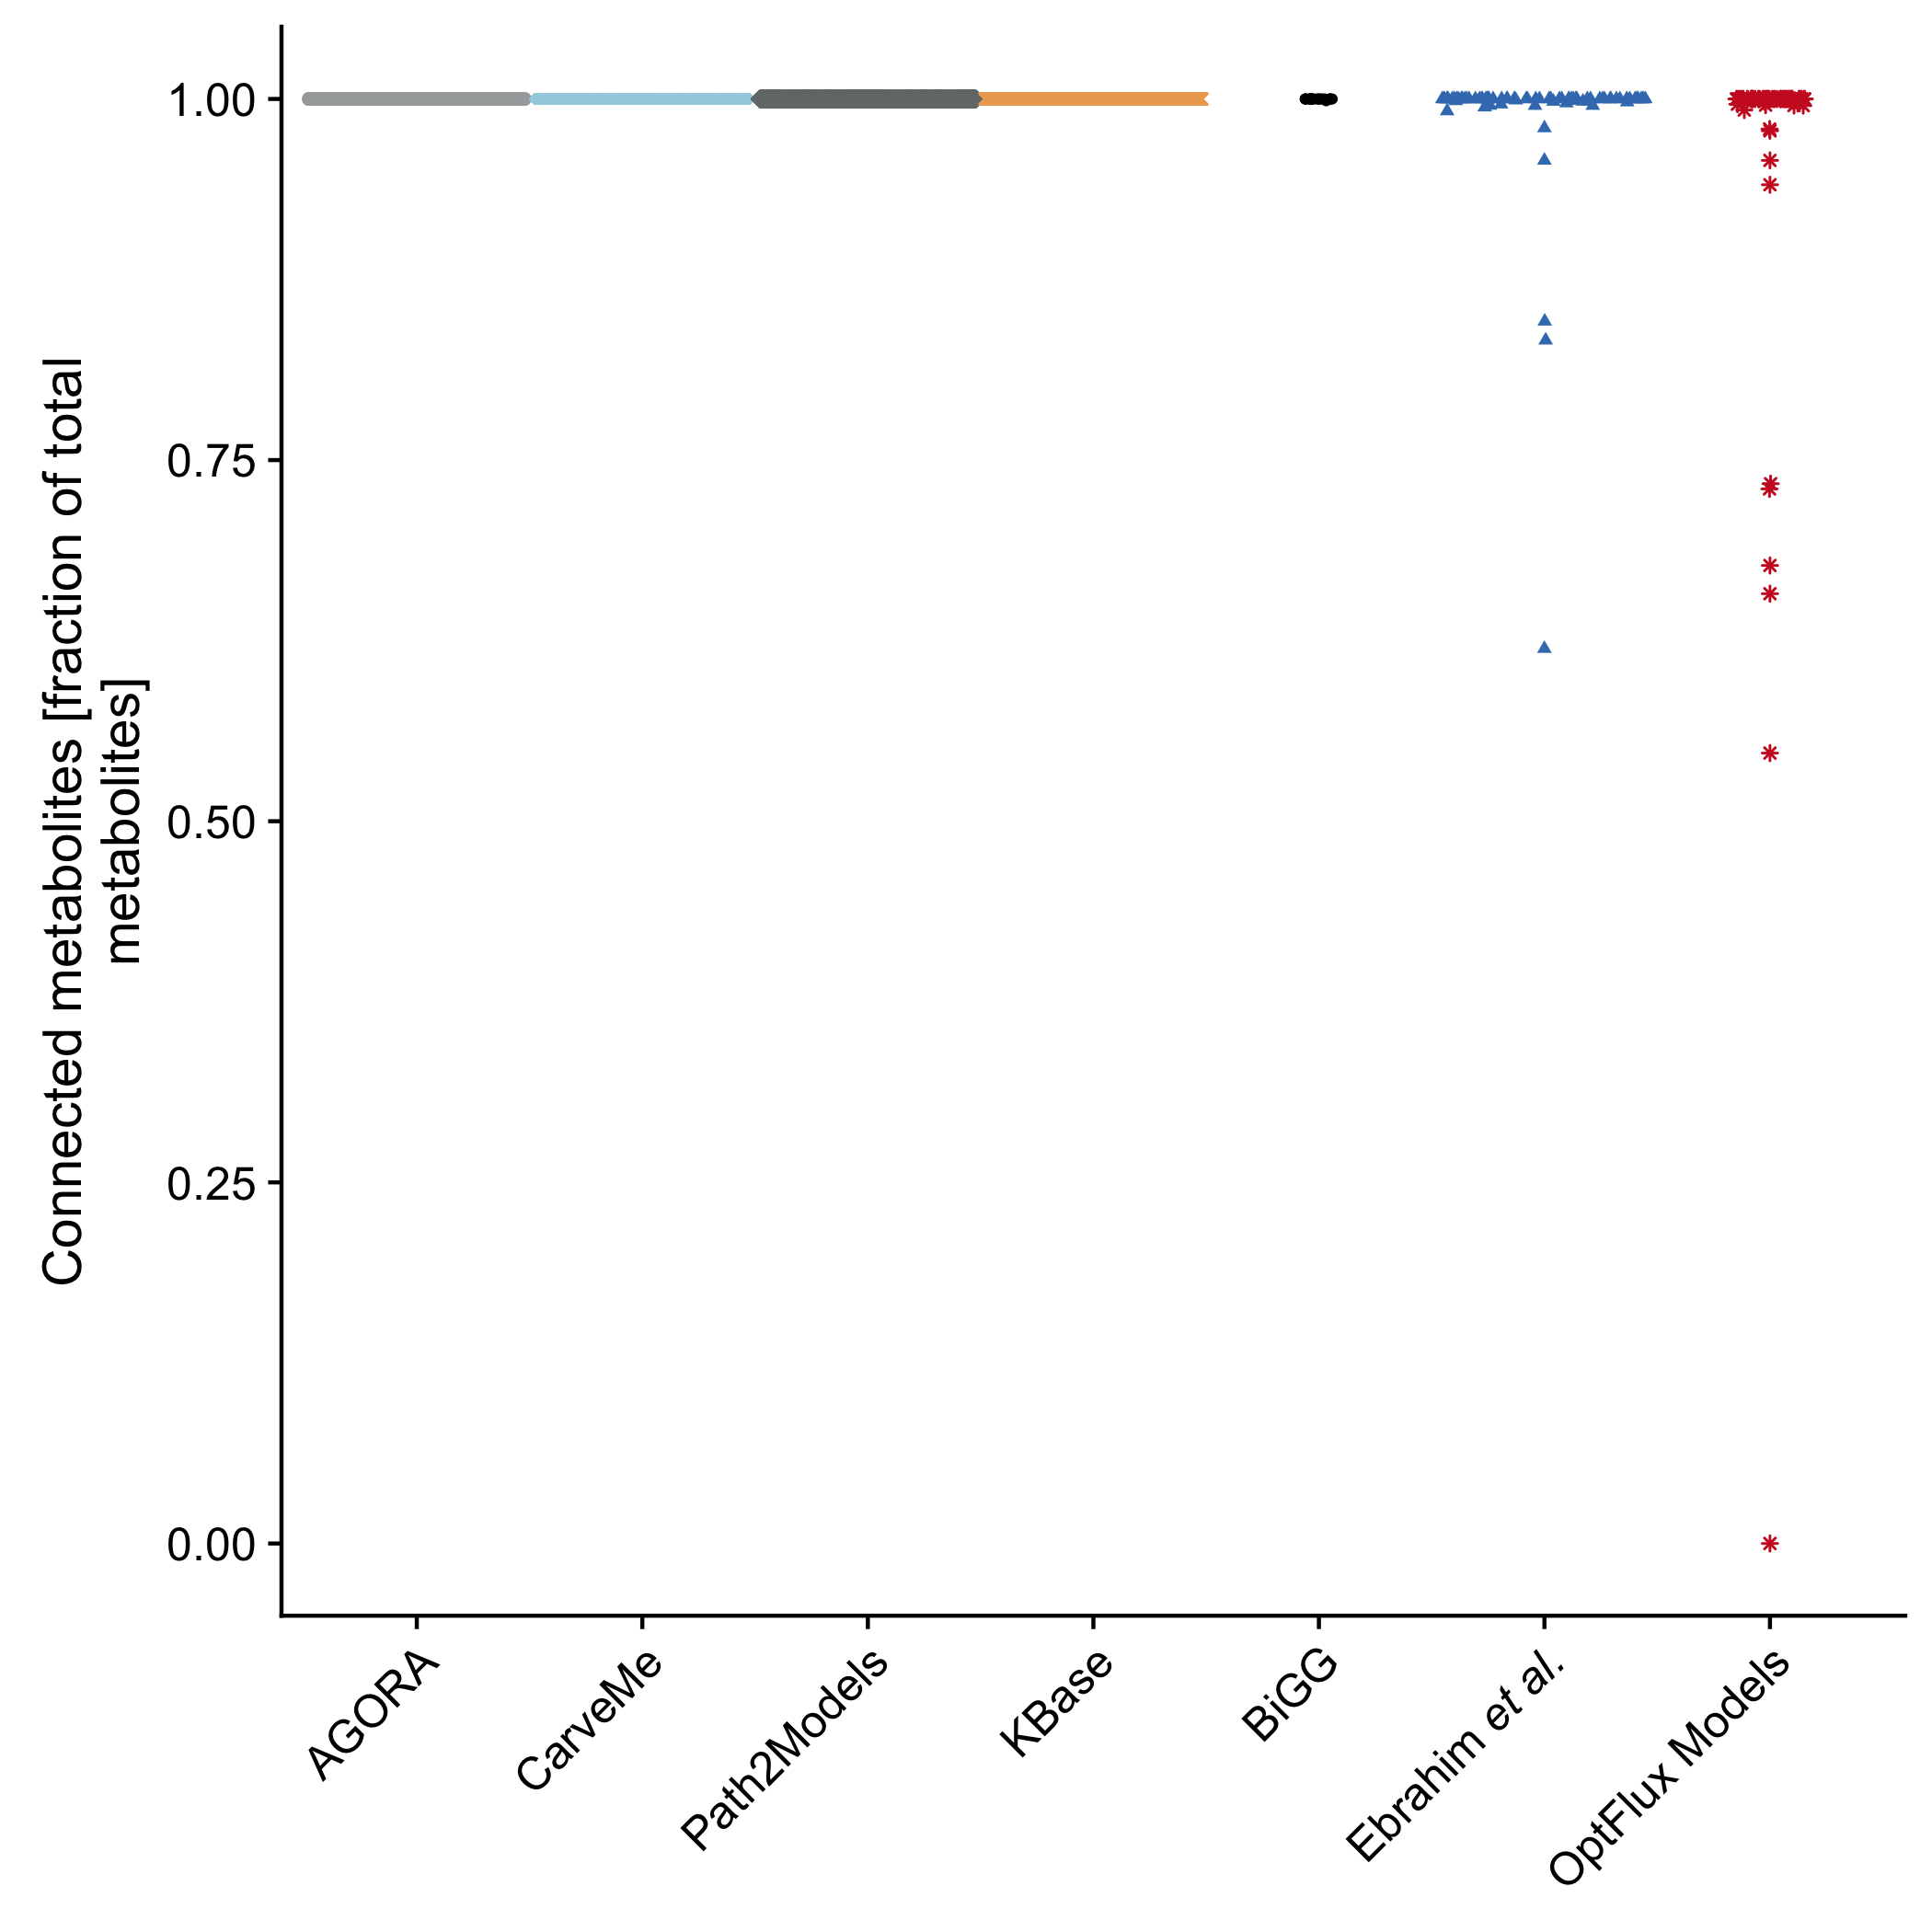 Connected metabolites [fraction of total
metabolites]
1.00
0.75
0.50
0.25
0.00
AGORA
CarveMe
Path2Models
KBase
BiGG
Ebrahim et al.
OptFlux Models